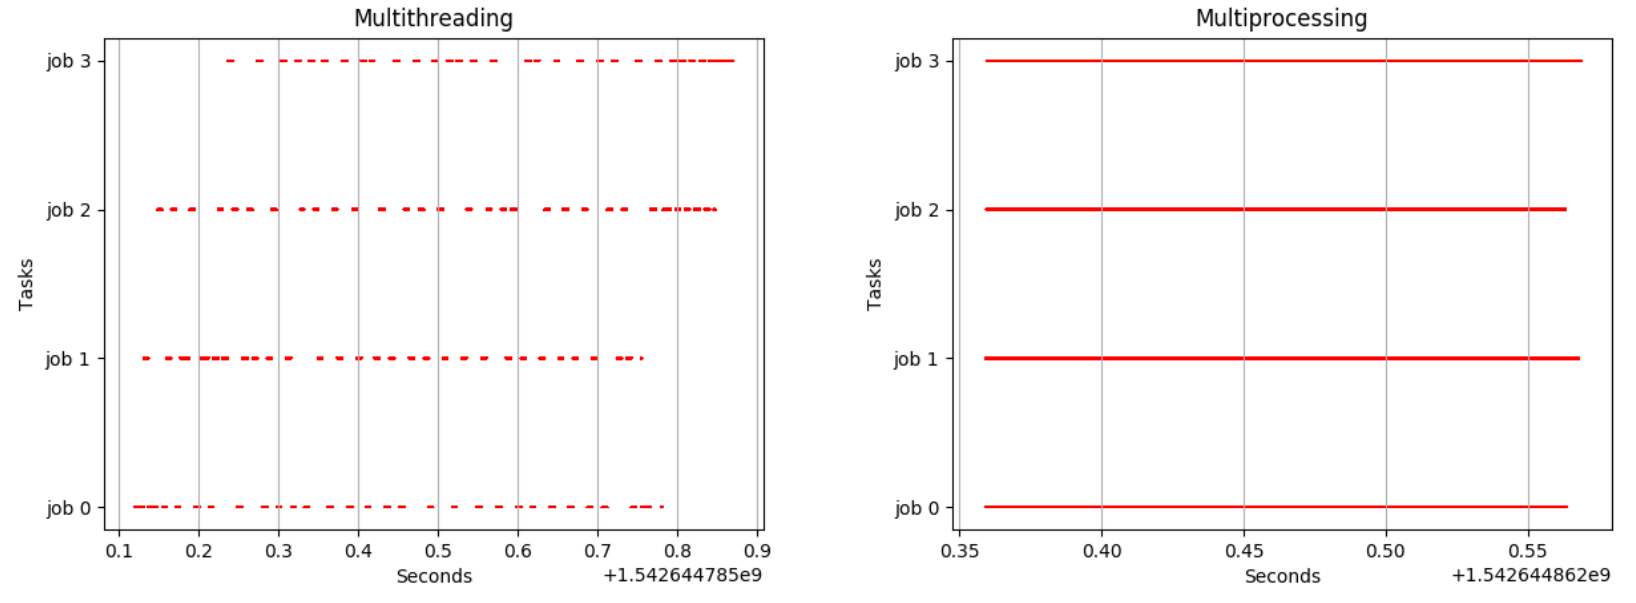 Multithreading
job 3
job 2
job 1
job 0
Tasks
0.1 0.2 0.3 0.4 0.5 0.6 0.7 0.8 0.9
Seconds
+1.542644785e9
Multiprocessing
job 3
job 2
job 1
job 0
Tasks
0.35 0.40 0.45 0.50 0.55
Seconds
+1.542644862e9